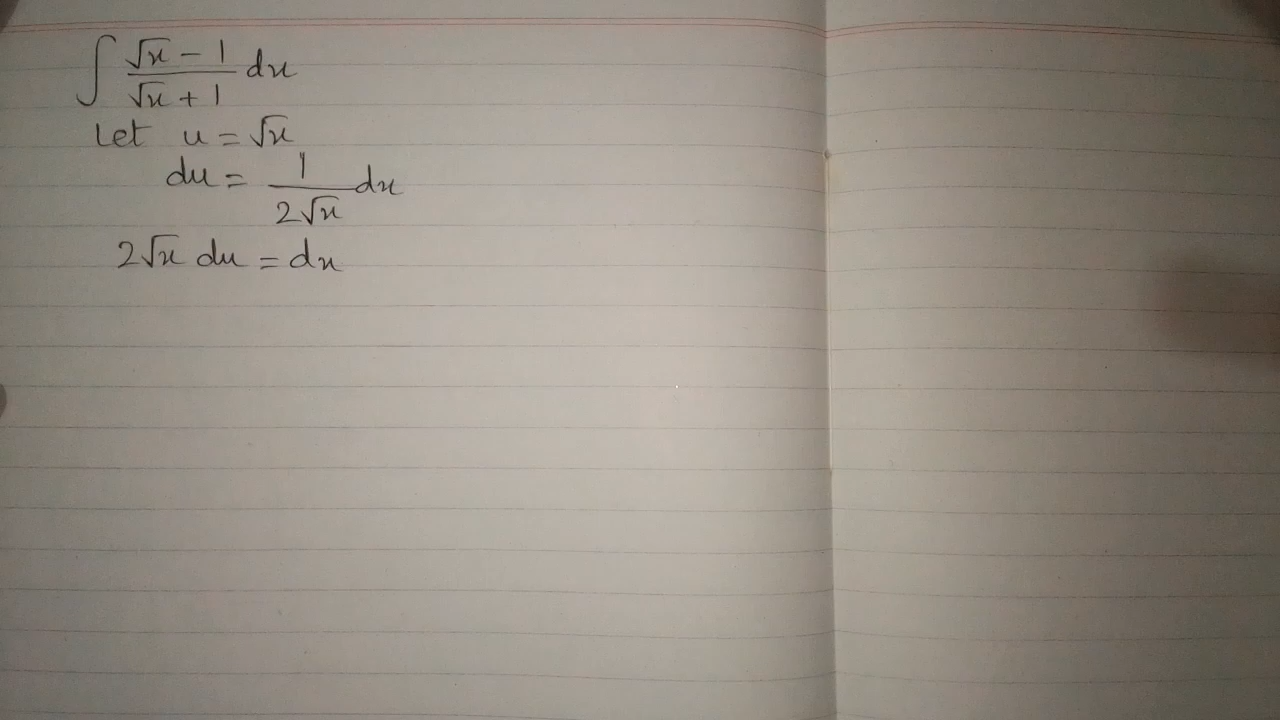 ∫ (√x − 1)/(√x + 1) dx
Let u = √x
du = 1/(2√x) dx
2√x du = dx